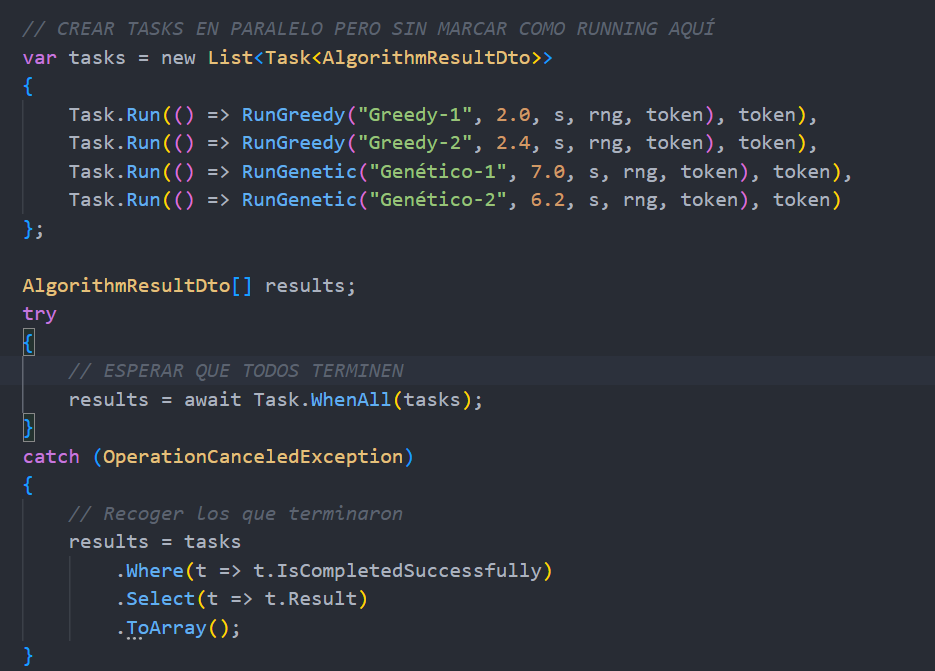 // CREAR TASKS EN PARALELO PERO SIN MARCAR COMO RUNNING AQUÍ
var tasks = new List<Task<AlgorithmResultDto>>
{
    Task.Run(() => RunGreedy("Greedy-1", 2.0, s, rng, token), token),
    Task.Run(() => RunGreedy("Greedy-2", 2.4, s, rng, token), token),
    Task.Run(() => RunGenetic("Genético-1", 7.0, s, rng, token), token),
    Task.Run(() => RunGenetic("Genético-2", 6.2, s, rng, token), token)
};

AlgorithmResultDto[] results;
try
{
    // ESPERAR QUE TODOS TERMINEN
    results = await Task.WhenAll(tasks);
}
catch (OperationCanceledException)
{
    // Recoger los que terminaron
    results = tasks
        .Where(t => t.IsCompletedSuccessfully)
        .Select(t => t.Result)
        .ToArray();
}